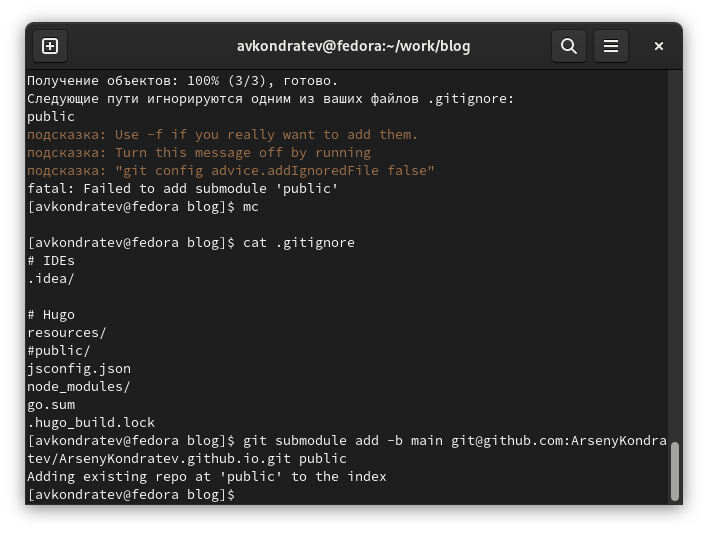 avkondratev@fedora:~/work/blog
Получение объектов: 100% (3/3), готово.
Следующие пути игнорируются одним из ваших файлов .gitignore:
public
подсказка: Use -f if you really want to add them.
подсказка: Turn this message off by running
подсказка: "git config advice.addIgnoredFile false"
fatal: Failed to add submodule 'public'
[avkondratev@fedora blog]$ mc
[avkondratev@fedora blog]$ cat .gitignore
# IDEs
.idea/
# Hugo
resources/
#public/
jsconfig.json
node_modules/
go.sum
.hugo_build.lock
[avkondratev@fedora blog]$ git submodule add -b main git@github.com:ArsenyKondra
tev/ArsenyKondratev.github.io.git public
Adding existing repo at 'public' to the index
[avkondratev@fedora blog]$